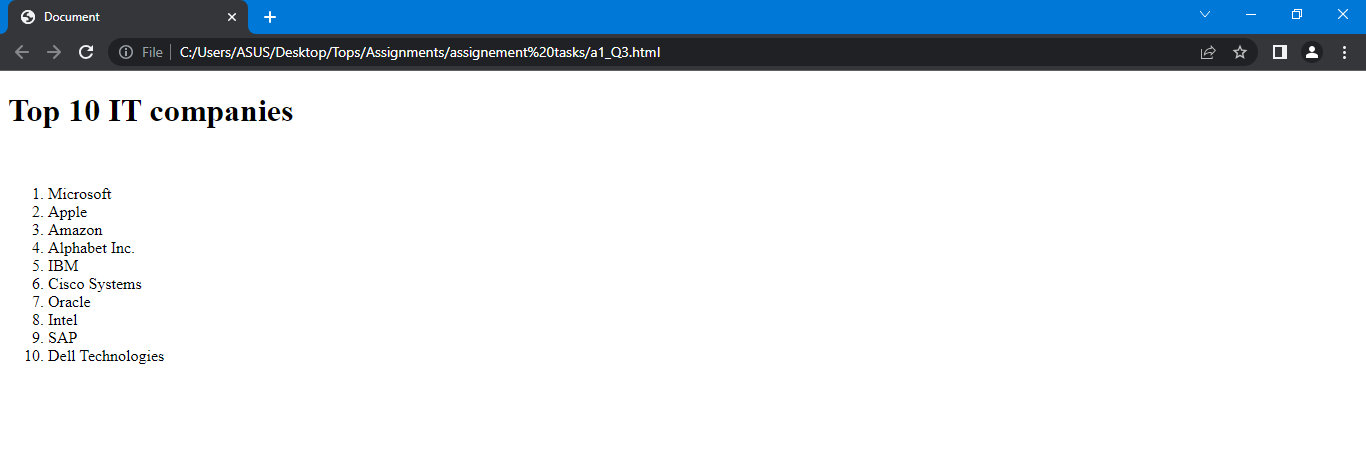 Document
File C:/Users/ASUS/Desktop/Tops/Assignments/assignement%20tasks/a1_Q3.html
Top 10 IT companies
1. Microsoft
2. Apple
3. Amazon
4. Alphabet Inc.
5. IBM
6. Cisco Systems
7. Oracle
8. Intel
9. SAP
10. Dell Technologies